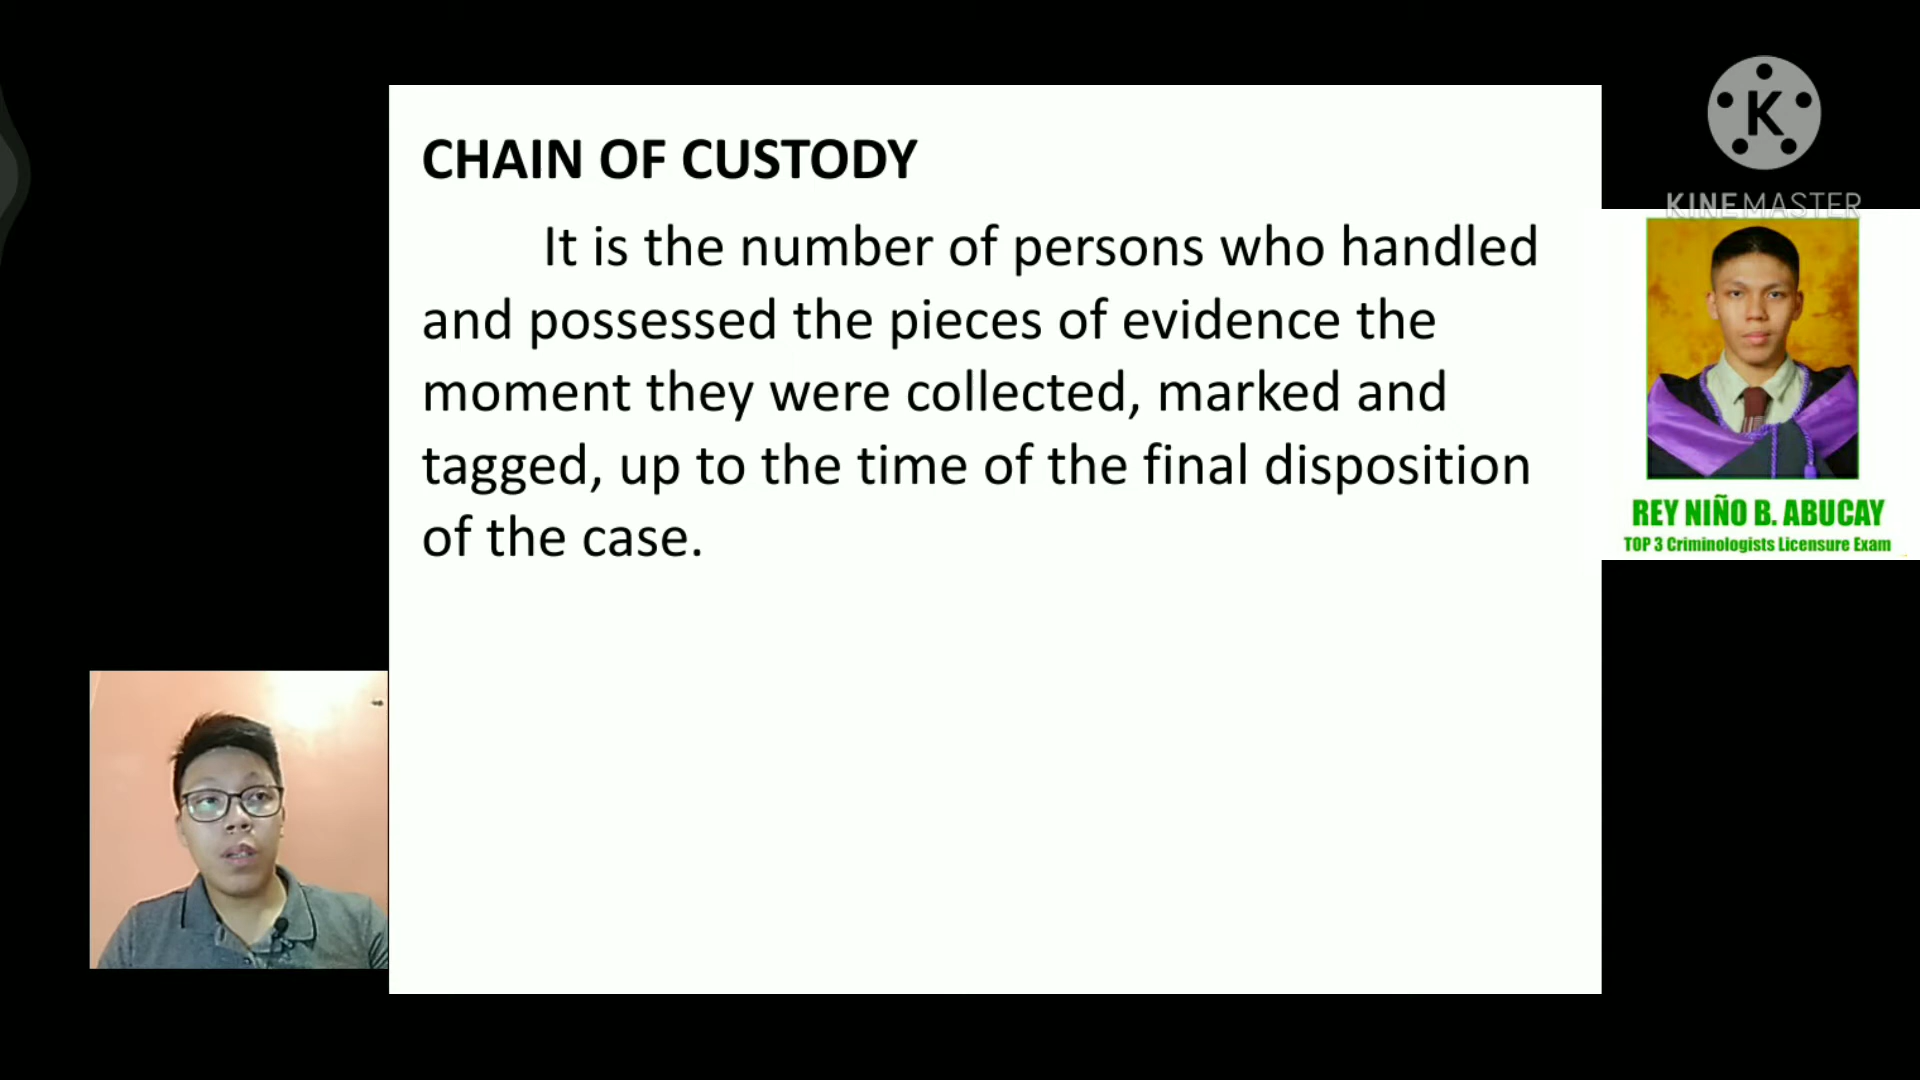 CHAIN OF CUSTODY
It is the number of persons who handled
and possessed the pieces of evidence the
moment they were collected, marked and
tagged, up to the time of the final disposition
of the case.
K
KINEMASTER
REY NIÑO B. ABUCAY
TOP 3 Criminologists Licensure Exam